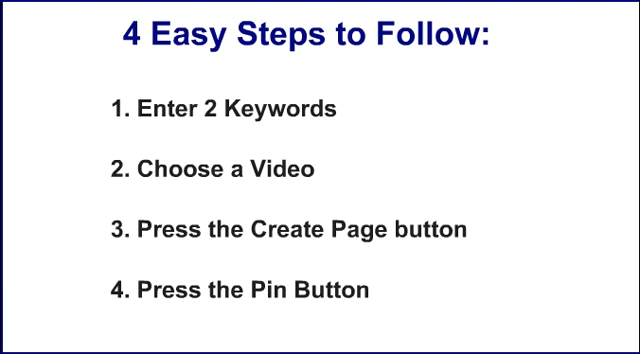 4 Easy Steps to Follow:
1. Enter 2 Keywords
2. Choose a Video
3. Press the Create Page button
4. Press the Pin Button